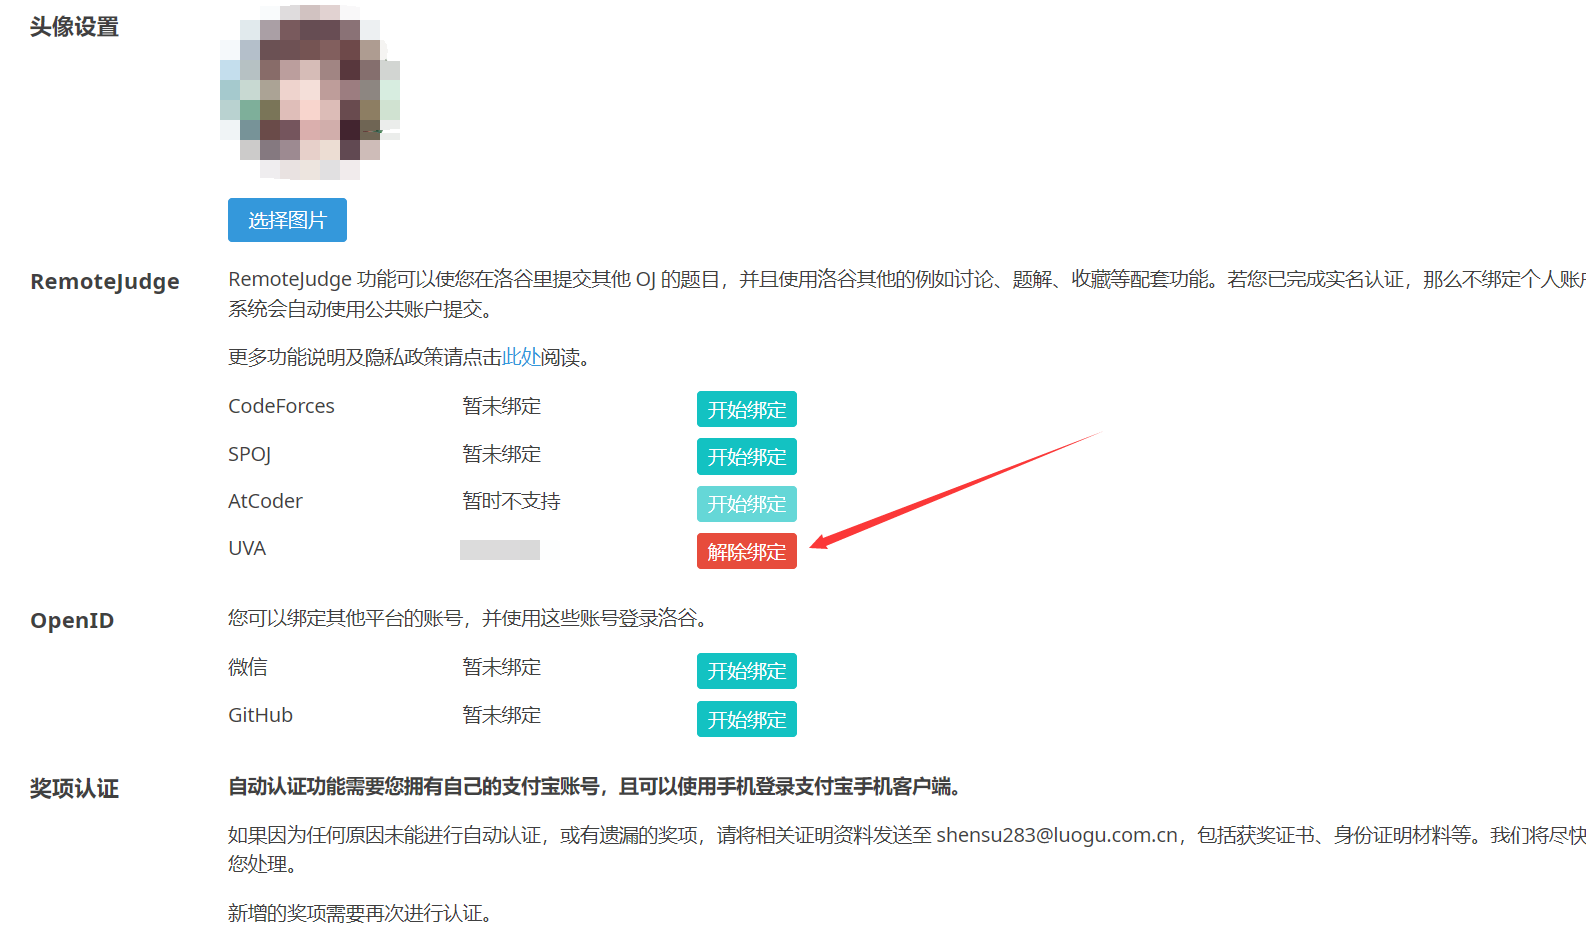 头像设置
选择图片
RemoteJudge
RemoteJudge 功能可以使您在洛谷里提交其他 OJ 的题目，并且使用洛谷其他的例如讨论、题解、收藏等配套功能。若您已完成实名认证，那么不绑定个人账户
系统会自动使用公共账户提交。
更多功能说明及隐私政策请点击此处阅读。
CodeForces 暂未绑定 开始绑定
SPOJ 暂未绑定 开始绑定
AtCoder 暂时不支持 开始绑定
UVA 解除绑定
OpenID
您可以绑定其他平台的账号，并使用这些账号登录洛谷。
微信 暂未绑定 开始绑定
GitHub 暂未绑定 开始绑定
奖项认证
自动认证功能需要您拥有自己的支付宝账号，且可以使用手机登录支付宝手机客户端。
如果因为任何原因未能进行自动认证，或有遗漏的奖项，请将相关证明资料发送至 shensu283@luogu.com.cn，包括获奖证书、身份证明材料等。我们将尽快
您处理。
新增的奖项需要再次进行认证。